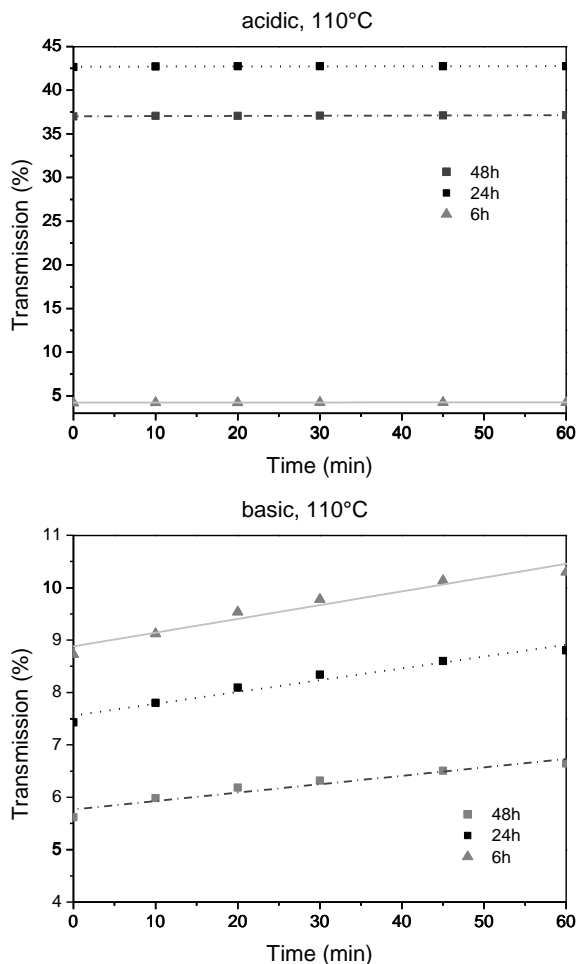 acidic, 110°C
45
40
35
30
25
20
15
10
5
Transmission (%)
48h
24h
6h
0 10 20 30 40 50 60
Time (min)
basic, 110°C
11
10
9
8
7
6
5
4
Transmission (%)
48h
24h
6h
0 10 20 30 40 50 60
Time (min)